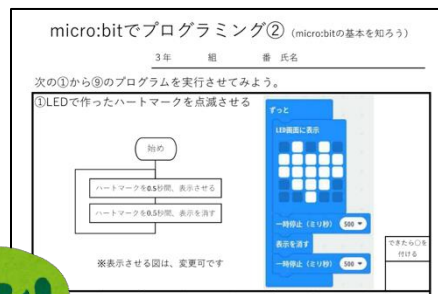 micro:bitでプログラミング② (micro:bitの基本を知ろう)
3年 組 番 氏名
次の①から⑨のプログラムを実行させてみよう。
①LEDで作ったハートマークを点滅させる
始め
ハートマークを0.5秒間、表示させる
ハートマークを0.5秒間、表示を消す
※表示させる図は、変更可です
ずっと
LED画面に表示
一時停止（ミリ秒） 500
表示を消す
一時停止（ミリ秒） 500
できたら○を
付ける